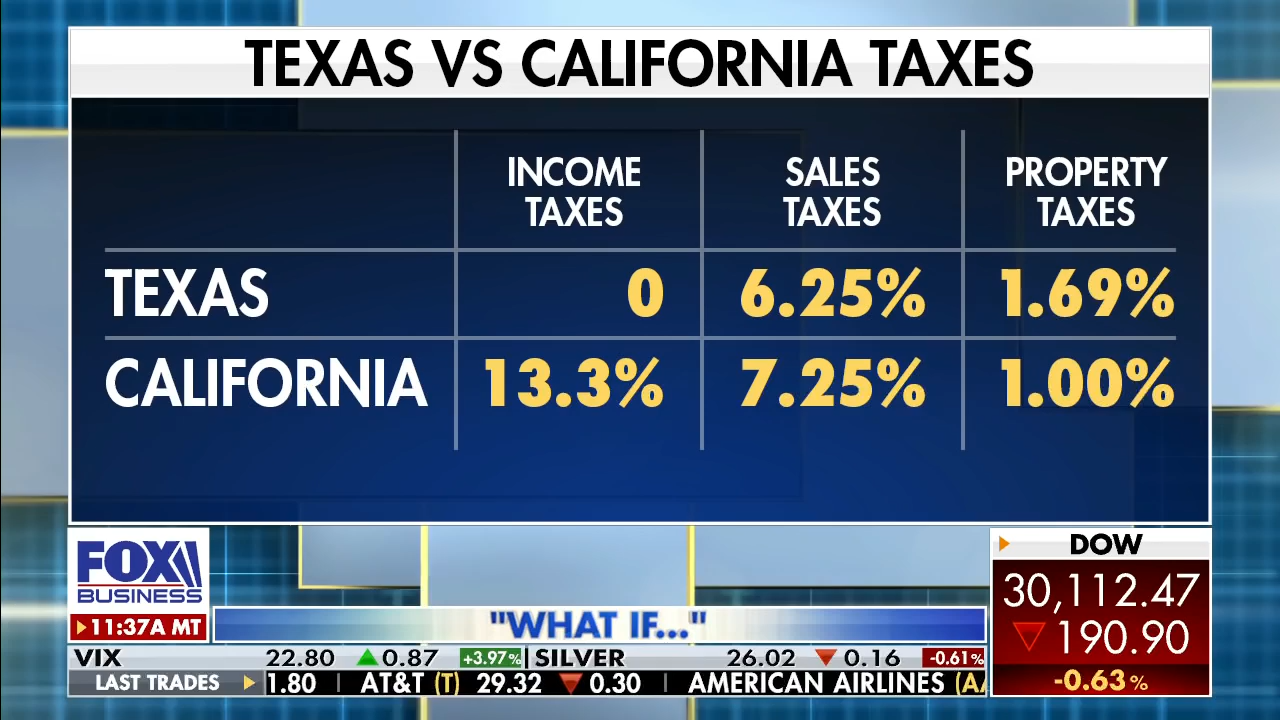 TEXAS VS CALIFORNIA TAXES
INCOME TAXES
SALES TAXES
PROPERTY TAXES
TEXAS 0 6.25% 1.69%
CALIFORNIA 13.3% 7.25% 1.00%
FOX
BUSINESS
11:37A MT
"WHAT IF..."
DOW
30,112.47
190.90
-0.63%
VIX 22.80 0.87 +3.97% SILVER 26.02 0.16 -0.61%
LAST TRADES 1.80 AT&T (T) 29.32 0.30 AMERICAN AIRLINES (AA